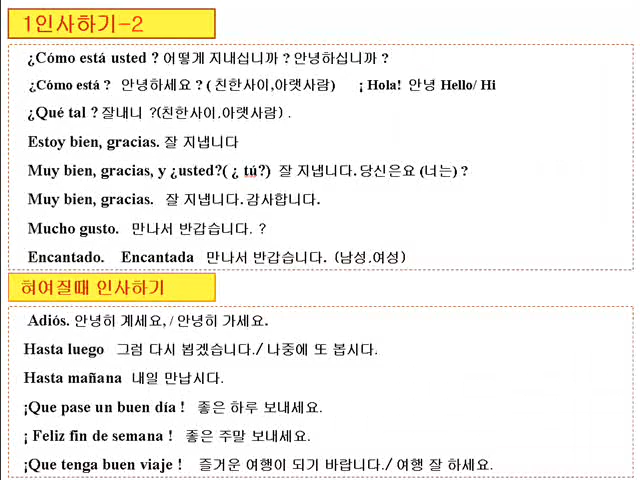 1인사하기-2
¿Cómo está usted ? 어떻게 지내십니까 ? 안녕하십니까 ?
¿Cómo está ? 안녕하세요 ? ( 친한사이,아랫사람) ¡ Hola! 안녕 Hello/ Hi
¿Qué tal ? 잘내니 ?(친한사이.아랫사람) .
Estoy bien, gracias. 잘 지냅니다
Muy bien, gracias, y ¿usted?( ¿ tú?) 잘 지냅니다. 당신은요 (너는) ?
Muy bien, gracias. 잘 지냅니다. 감사합니다.
Mucho gusto. 만나서 반갑습니다. ?
Encantado. Encantada 만나서 반갑습니다. (남성.여성)
혀여질때 인사하기
Adiós. 안녕히 계세요, / 안녕히 가세요.
Hasta luego 그럼 다시 뵙겠습니다./ 나중에 또 봅시다.
Hasta mañana 내일 만납시다.
¡Que pase un buen día ! 좋은 하루 보내세요.
¡ Feliz fin de semana ! 좋은 주말 보내세요.
¡Que tenga buen viaje ! 즐거운 여행이 되기 바랍니다./ 여행 잘 하세요.